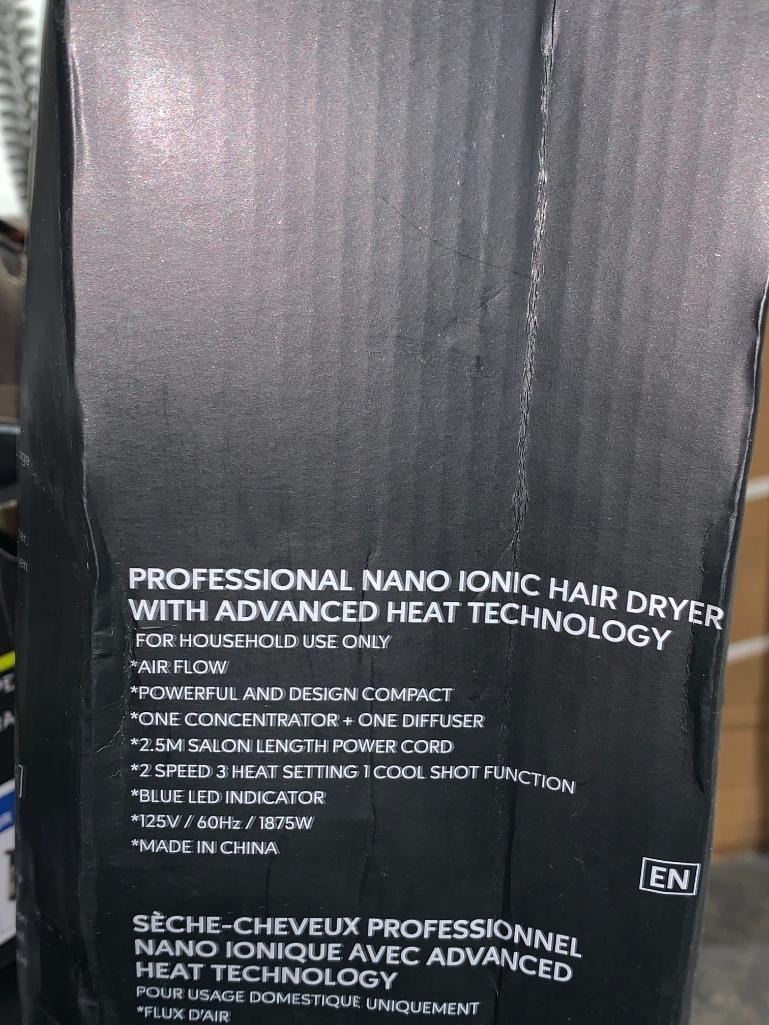 PROFESSIONAL NANO IONIC HAIR DRYER
WITH ADVANCED HEAT TECHNOLOGY
FOR HOUSEHOLD USE ONLY
*AIR FLOW
*POWERFUL AND DESIGN COMPACT
*ONE CONCENTRATOR + ONE DIFFUSER
*2.5M SALON LENGTH POWER CORD
*2 SPEED 3 HEAT SETTING 1 COOL SHOT FUNCTION
*BLUE LED INDICATOR
*125V / 60Hz / 1875W
*MADE IN CHINA
EN
SÈCHE-CHEVEUX PROFESSIONNEL
NANO IONIQUE AVEC ADVANCED
HEAT TECHNOLOGY
POUR USAGE DOMESTIQUE UNIQUEMENT
*FLUX D'AIR